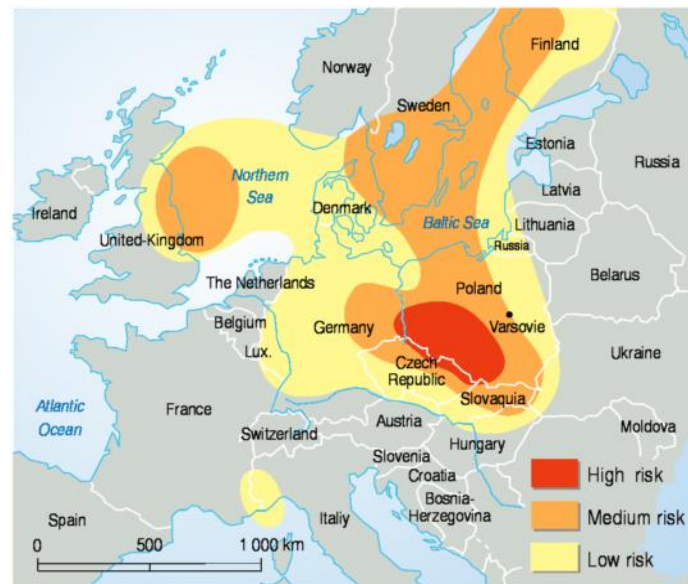 Finland
Norway
Sweden
Estonia
Russia
Northern
Sea
Latvia
Ireland
Denmark
Baltic Sea
Lithuania
United-Kingdom
Russia
Belarus
The Netherlands
Poland
Belgium
Germany
Varsovie
Lux.
Czech
Republic
Ukraine
Slovaquia
Atlantic
Ocean
France
Austria
Moldova
Switzerland
Hungary
Slovenia
Croatia
Bosnia-
Herzegovina
Spain
Italiy
High risk
Medium risk
Low risk
0 500 1 000 km